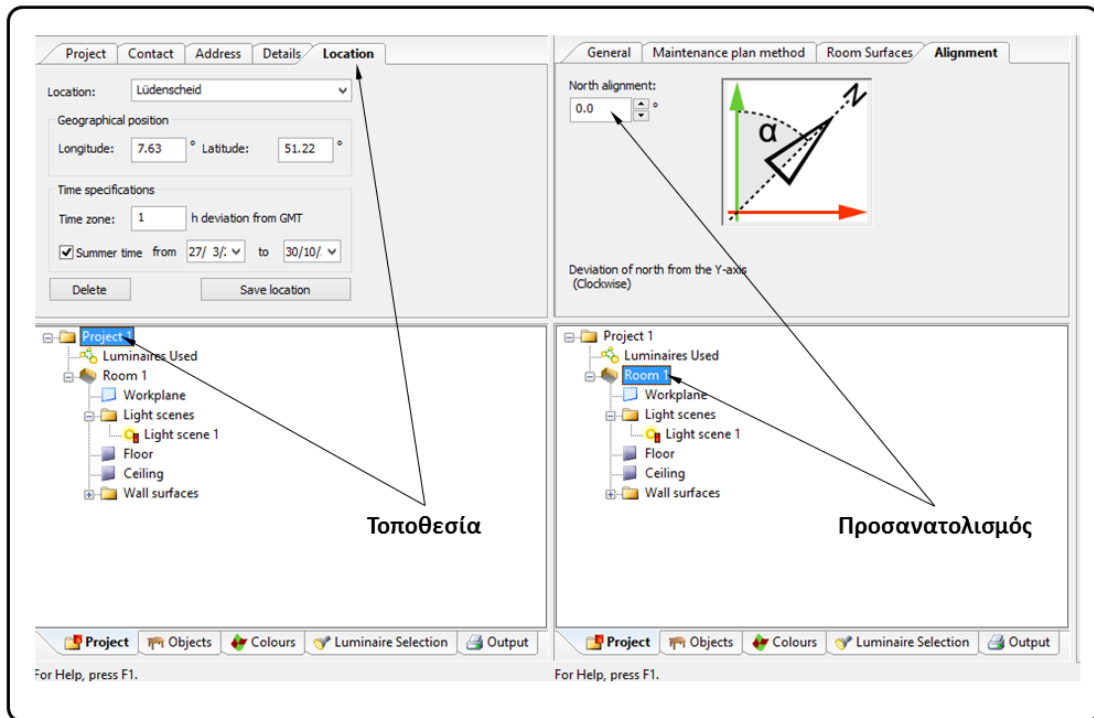 Project Contact Address Details Location
Location: Lüdenscheid
Geographical position
Longitude: 7.63 ° Latitude: 51.22 °
Time specifications
Time zone: 1 h deviation from GMT
Summer time from 27/ 3/2 to 30/10/
Delete Save location
Project 1
Luminaires Used
Room 1
Workplane
Light scenes
Light scene 1
Floor
Ceiling
Wall surfaces
Τοποθεσία
Project Objects Colours Luminaire Selection Output
For Help, press F1.
General Maintenance plan method Room Surfaces Alignment
North alignment:
0.0 °
α N
Deviation of north from the Y-axis
(Clockwise)
Project 1
Luminaires Used
Room 1
Workplane
Light scenes
Light scene 1
Floor
Ceiling
Wall surfaces
Προσανατολισμός
Project Objects Colours Luminaire Selection Output
For Help, press F1.